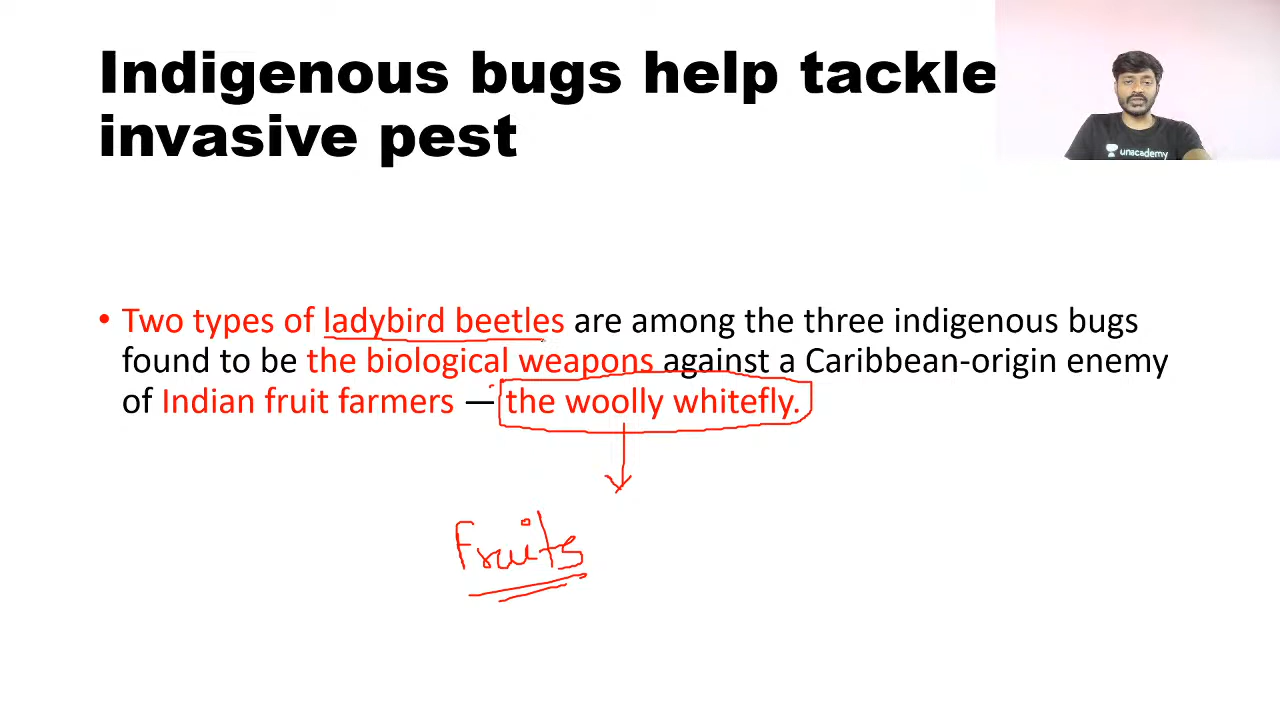 Indigenous bugs help tackle
invasive pest
unacademy
• Two types of ladybird beetles are among the three indigenous bugs
found to be the biological weapons against a Caribbean-origin enemy
of Indian fruit farmers — the woolly whitefly.
Fruits